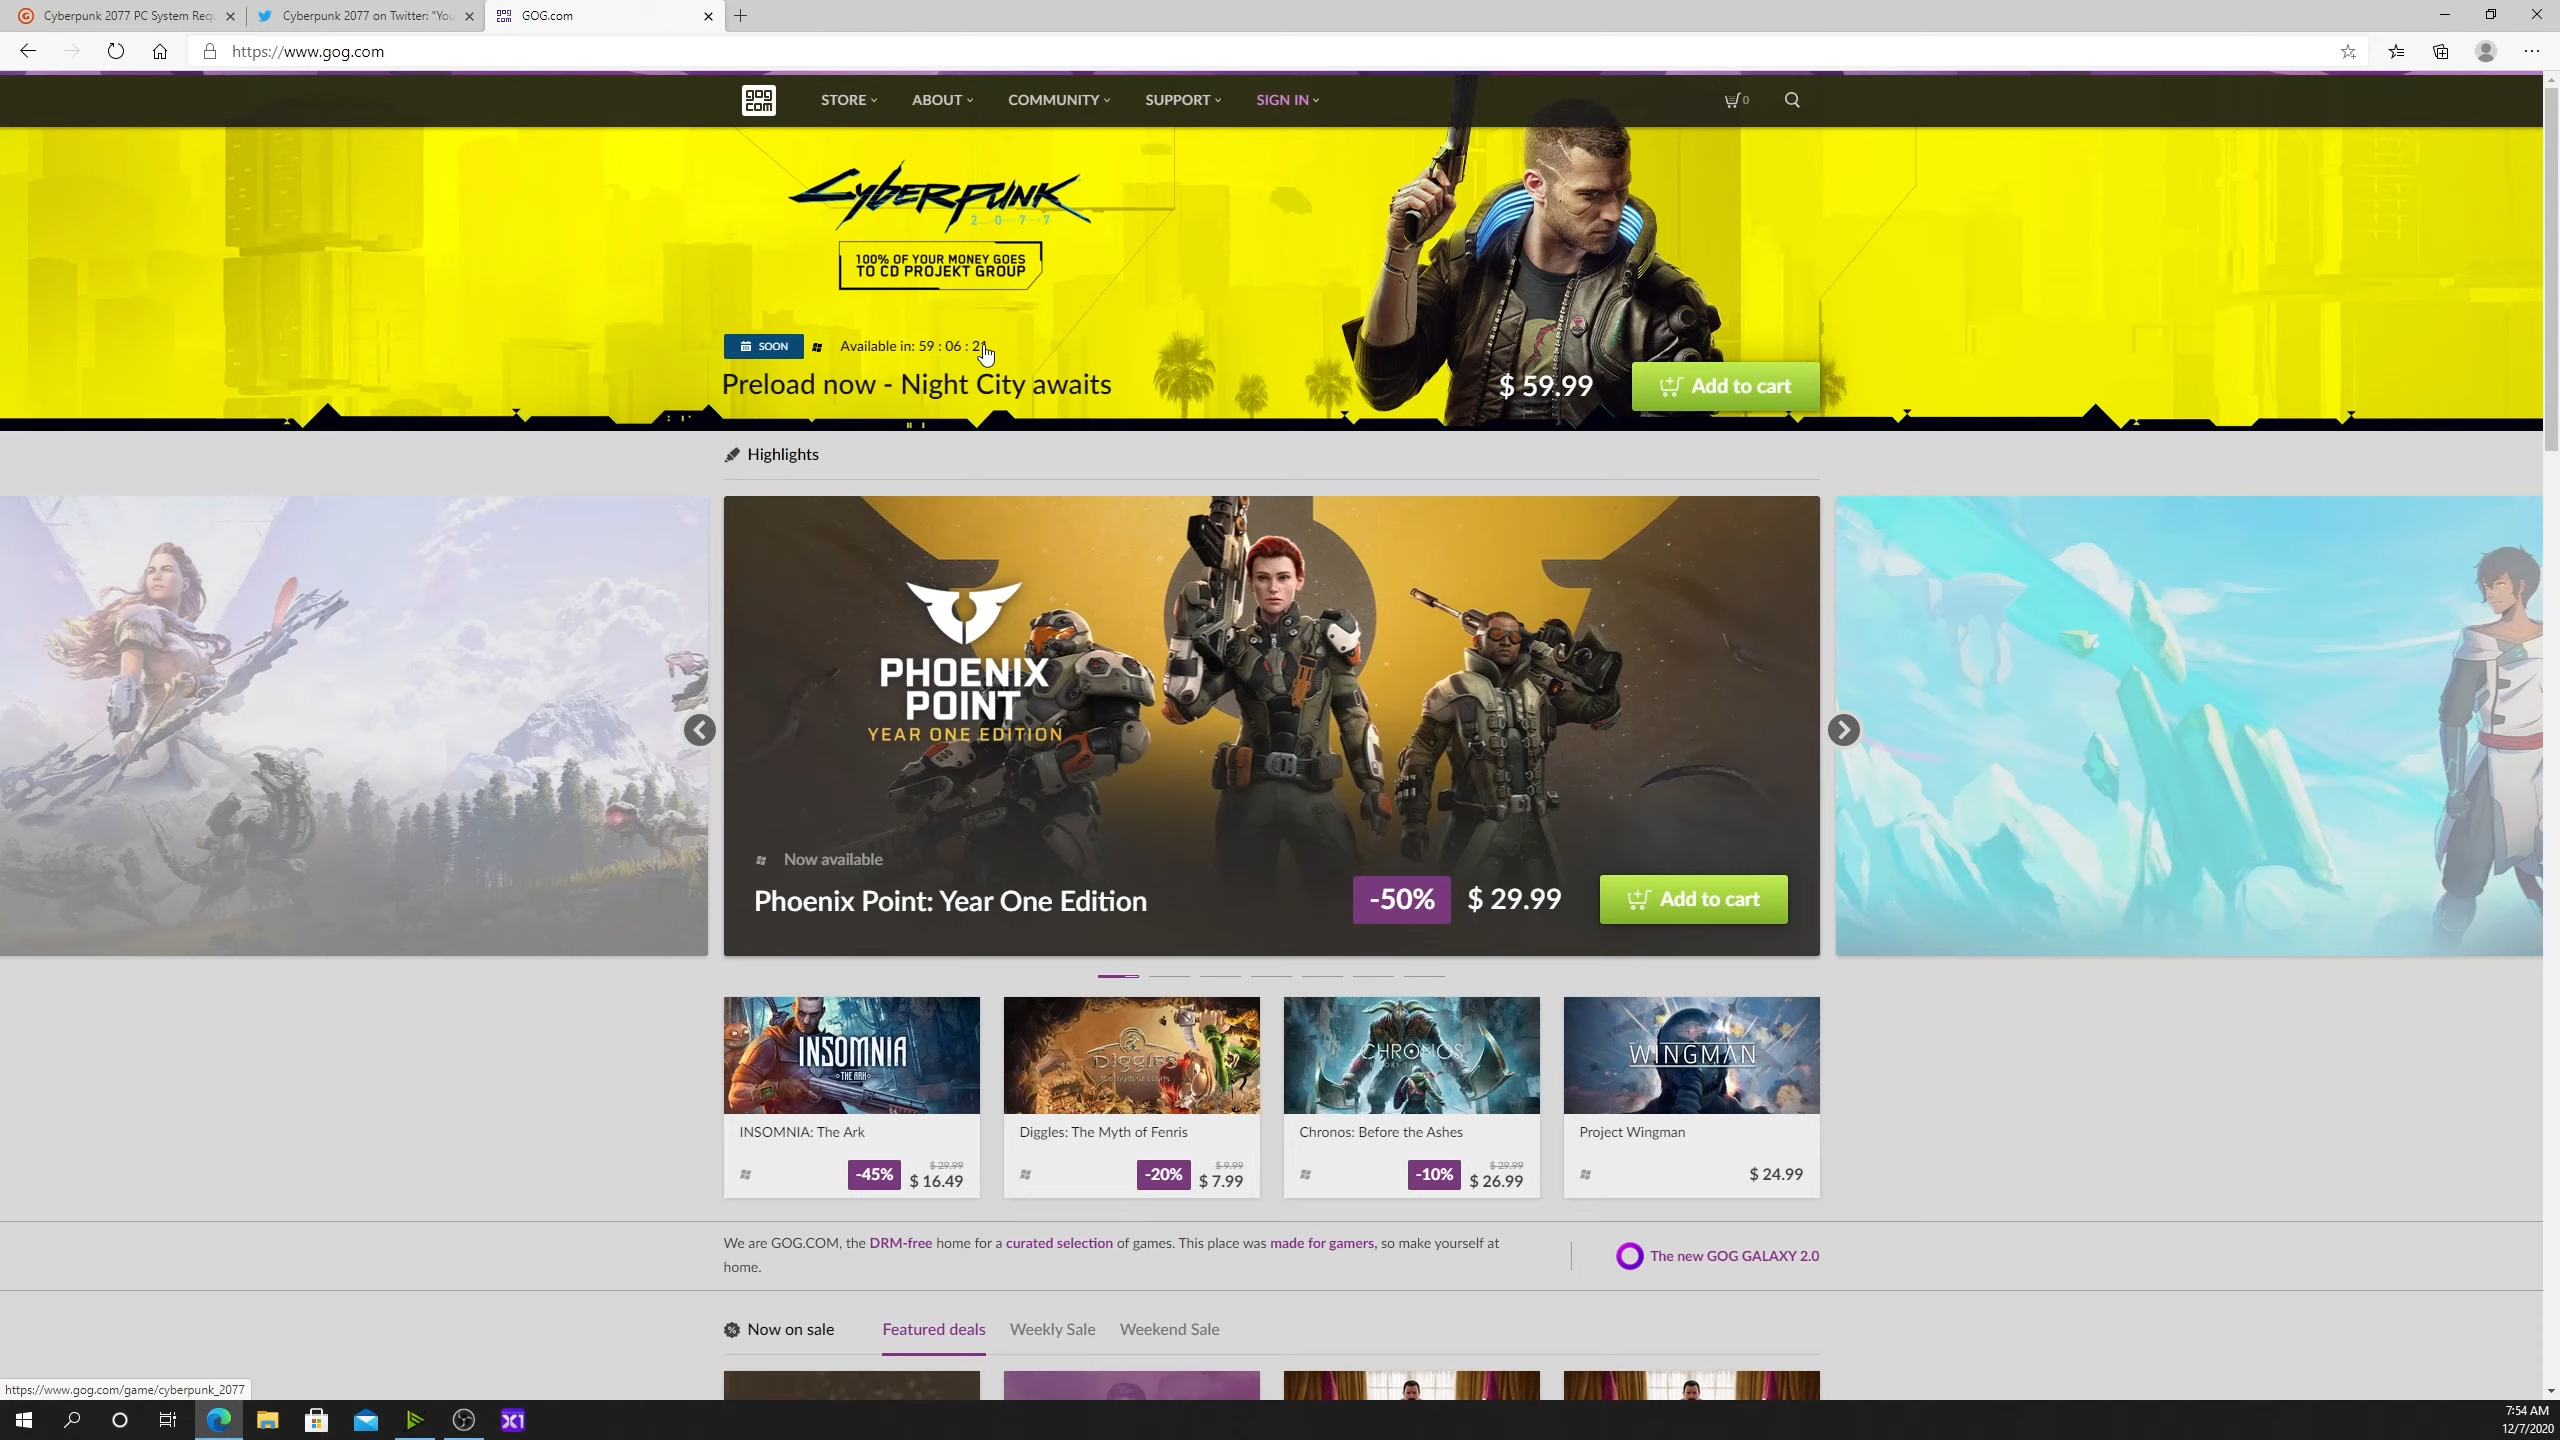 Cyberpunk 2077 PC System Requ
Cyberpunk 2077 on Twitter: "You
GOG.com
https://www.gog.com
gog
com
STORE
ABOUT
COMMUNITY
SUPPORT
SIGN IN
0
CYBERPUNK
2077
100% OF YOUR MONEY GOES
TO CD PROJEKT GROUP
SOON
Available in: 59 : 06 : 21
Preload now - Night City awaits
$ 59.99
Add to cart
Highlights
PHOENIX
POINT
YEAR ONE EDITION
Now available
Phoenix Point: Year One Edition
-50%
$ 29.99
Add to cart
INSOMNIA
THE ARK
DIGGLES
CHRONOS
WINGMAN
INSOMNIA: The Ark
Diggles: The Myth of Fenris
Chronos: Before the Ashes
Project Wingman
-45%
$ 29.99
$ 16.49
-20%
$ 9.99
$ 7.99
-10%
$ 29.99
$ 26.99
$ 24.99
We are GOG.COM, the DRM-free home for a curated selection of games. This place was made for gamers, so make yourself at
home.
The new GOG GALAXY 2.0
Now on sale
Featured deals
Weekly Sale
Weekend Sale
https://www.gog.com/game/cyberpunk_2077
X1
7:54 AM
12/7/2020